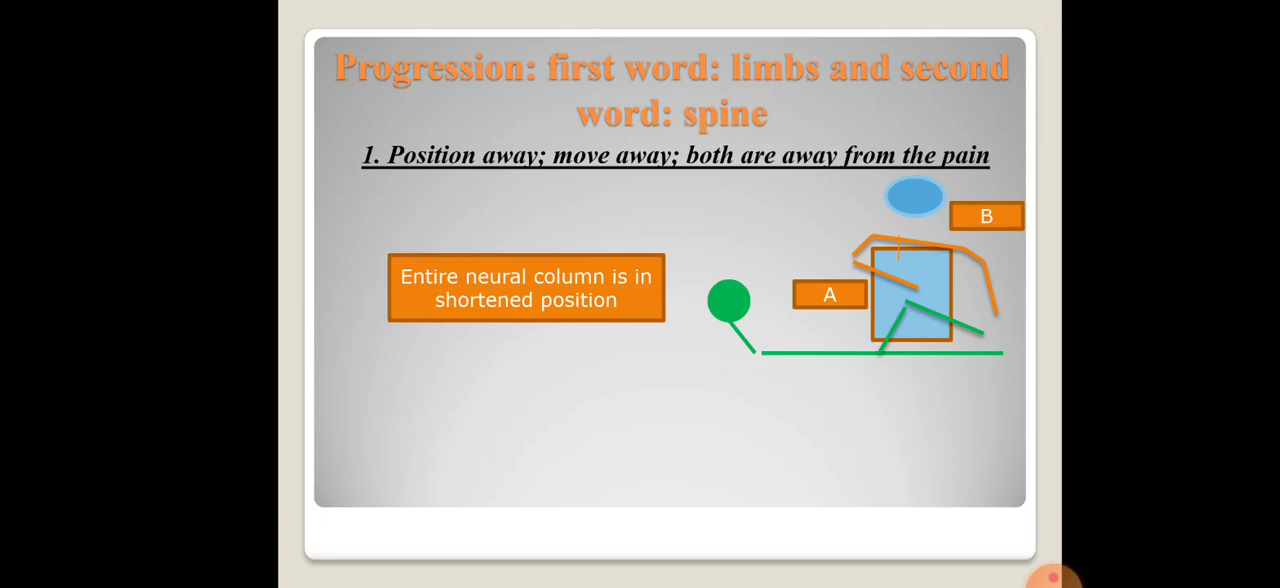 Progression: first word: limbs and second
word: spine
1. Position away; move away; both are away from the pain
B
Entire neural column is in
shortened position
A